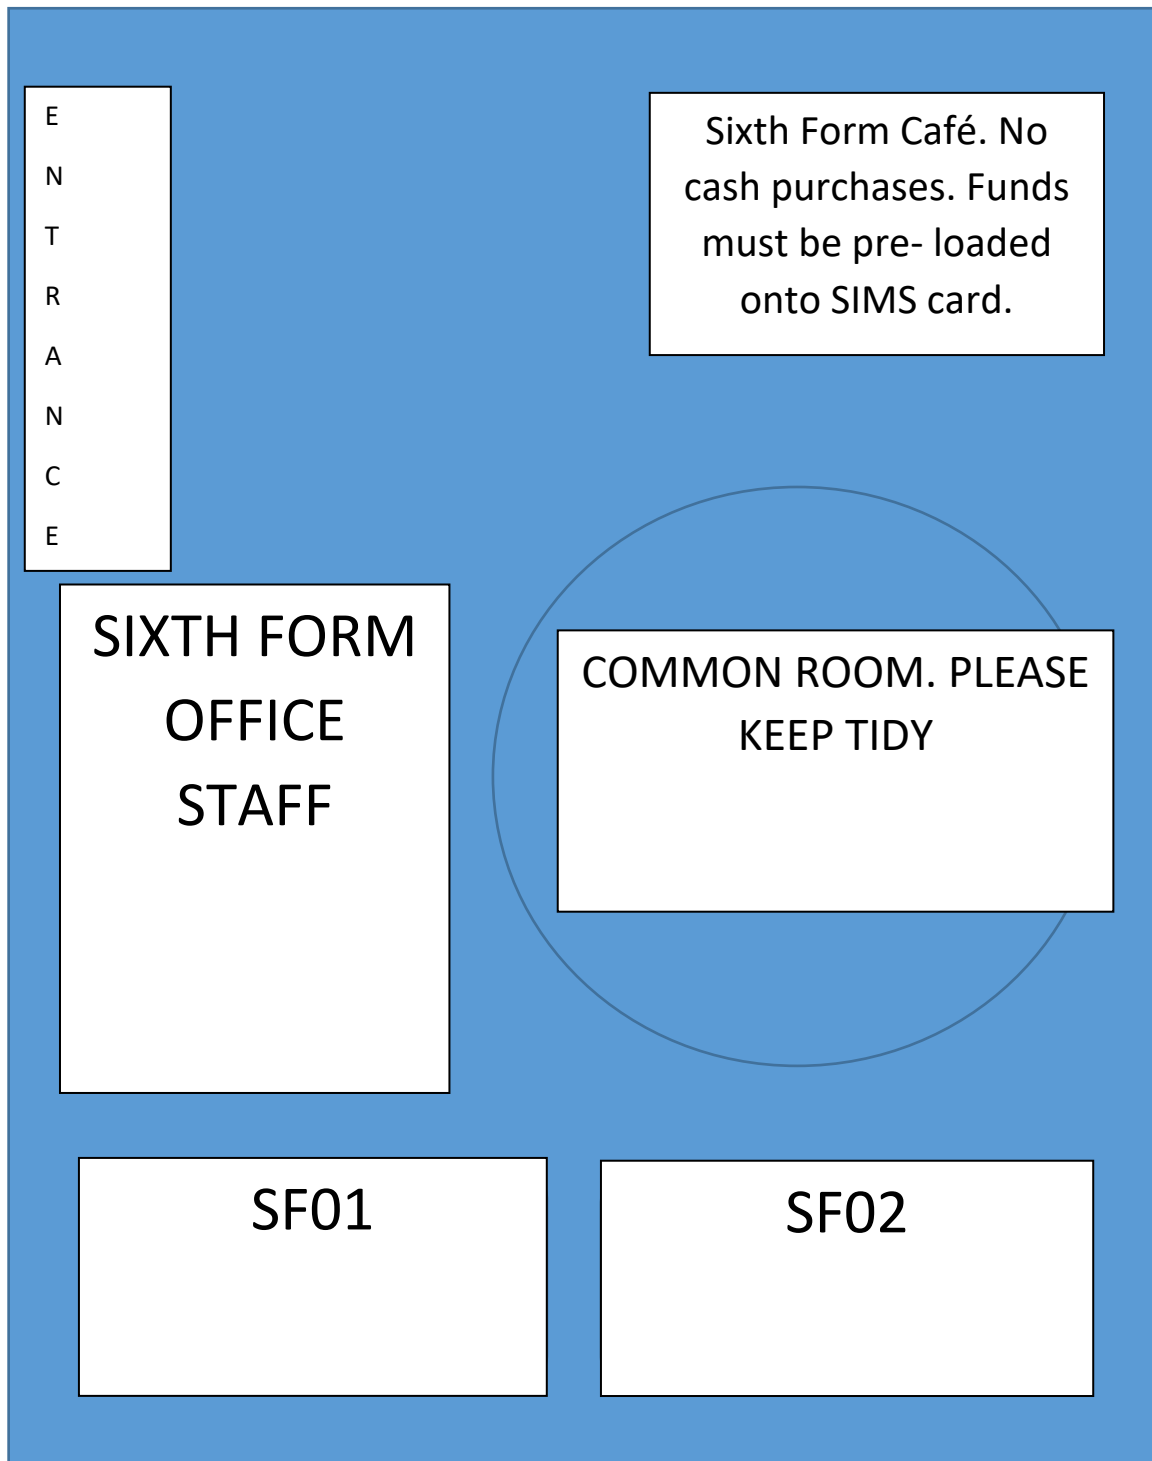 E
N
T
R
A
N
C
E
Sixth Form Café. No
cash purchases. Funds
must be pre- loaded
onto SIMS card.
SIXTH FORM
OFFICE
STAFF
COMMON ROOM. PLEASE
KEEP TIDY
SF01
SF02